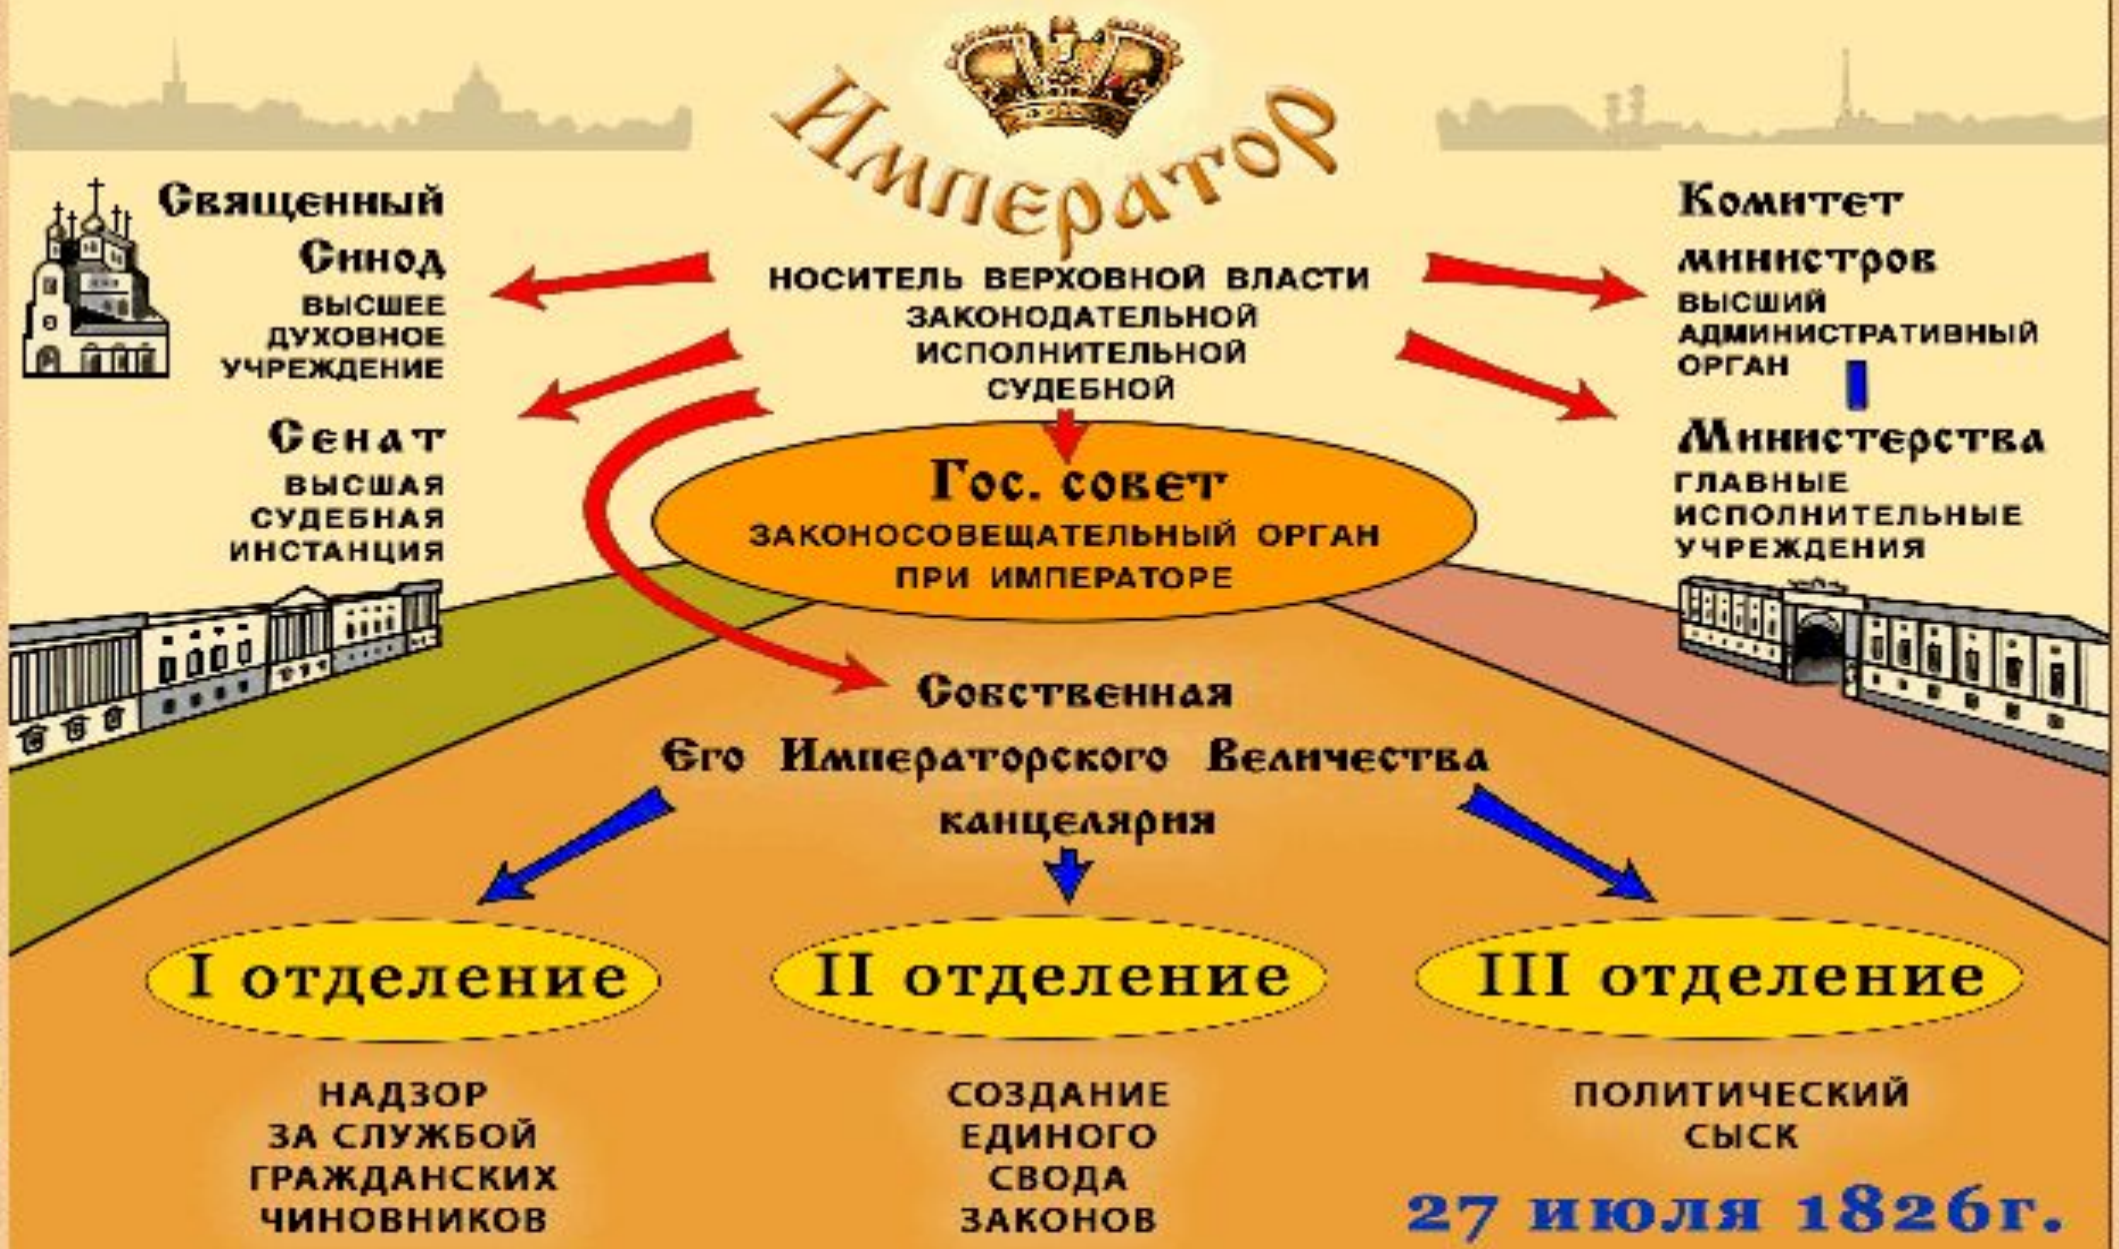 Император
НОСИТЕЛЬ ВЕРХОВНОЙ ВЛАСТИ
ЗАКОНОДАТЕЛЬНОЙ
ИСПОЛНИТЕЛЬНОЙ
СУДЕБНОЙ
Священный
Синод
ВЫСШЕЕ
ДУХОВНОЕ
УЧРЕЖДЕНИЕ
Сенат
ВЫСШАЯ
СУДЕБНАЯ
ИНСТАНЦИЯ
Комитет
министров
ВЫСШИЙ
АДМИНИСТРАТИВНЫЙ
ОРГАН
Министерства
ГЛАВНЫЕ
ИСПОЛНИТЕЛЬНЫЕ
УЧРЕЖДЕНИЯ
Гос. совет
ЗАКОНОСОВЕЩАТЕЛЬНЫЙ ОРГАН
ПРИ ИМПЕРАТОРЕ
Собственная
Его Императорского Величества
канцелярия
I отделение
НАДЗОР
ЗА СЛУЖБОЙ
ГРАЖДАНСКИХ
ЧИНОВНИКОВ
II отделение
СОЗДАНИЕ
ЕДИНОГО
СВОДА
ЗАКОНОВ
III отделение
ПОЛИТИЧЕСКИЙ
СЫСК
27 июля 1826г.